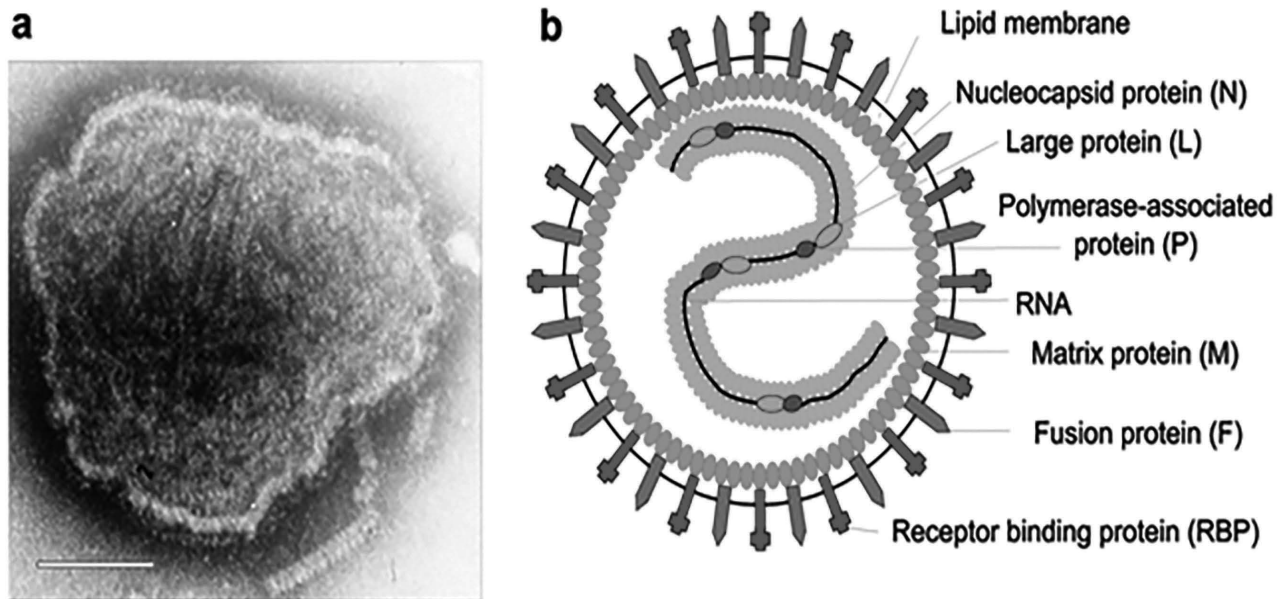 a
b
Lipid membrane
Nucleocapsid protein (N)
Large protein (L)
Polymerase-associated
protein (P)
RNA
Matrix protein (M)
Fusion protein (F)
Receptor binding protein (RBP)